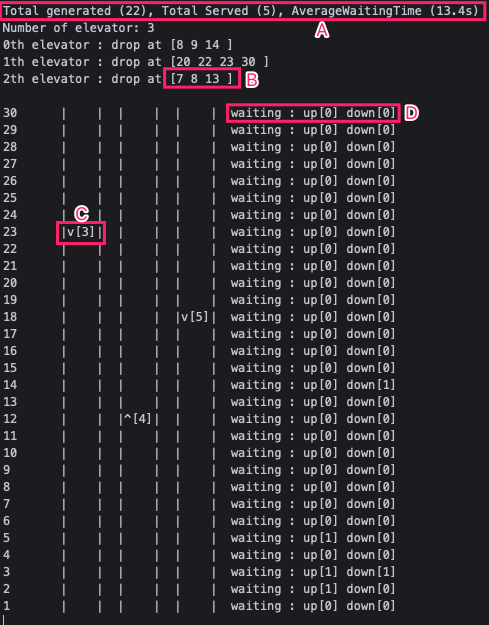 Total generated (22), Total Served (5), AverageWaitingTime (13.4s)
A
Number of elevator: 3
0th elevator : drop at [8 9 14 ]
1th elevator : drop at [20 22 23 30 ]
2th elevator : drop at [7 8 13 ] B
30 | | | | | | waiting : up[0] down[0] D
29 | | | | | | waiting : up[0] down[0]
28 | | | | | | waiting : up[0] down[0]
27 | | | | | | waiting : up[0] down[0]
26 | | | | | | waiting : up[0] down[0]
25 | | | | | | waiting : up[0] down[0]
24 | C | | | | | waiting : up[0] down[0]
23 |v[3]| | | | | waiting : up[0] down[0]
22 | | | | | | waiting : up[0] down[0]
21 | | | | | | waiting : up[0] down[0]
20 | | | | | | waiting : up[0] down[0]
19 | | | | | | waiting : up[0] down[0]
18 | | | | |v[5]| waiting : up[0] down[0]
17 | | | | | | waiting : up[0] down[0]
16 | | | | | | waiting : up[0] down[0]
15 | | | | | | waiting : up[0] down[0]
14 | | | | | | waiting : up[0] down[1]
13 | | | | | | waiting : up[0] down[0]
12 | | |^[4]| | | waiting : up[0] down[0]
11 | | | | | | waiting : up[0] down[0]
10 | | | | | | waiting : up[0] down[0]
9 | | | | | | waiting : up[0] down[0]
8 | | | | | | waiting : up[0] down[0]
7 | | | | | | waiting : up[0] down[0]
6 | | | | | | waiting : up[0] down[0]
5 | | | | | | waiting : up[1] down[0]
4 | | | | | | waiting : up[0] down[0]
3 | | | | | | waiting : up[1] down[1]
2 | | | | | | waiting : up[1] down[0]
1 | | | | | | waiting : up[0] down[0]